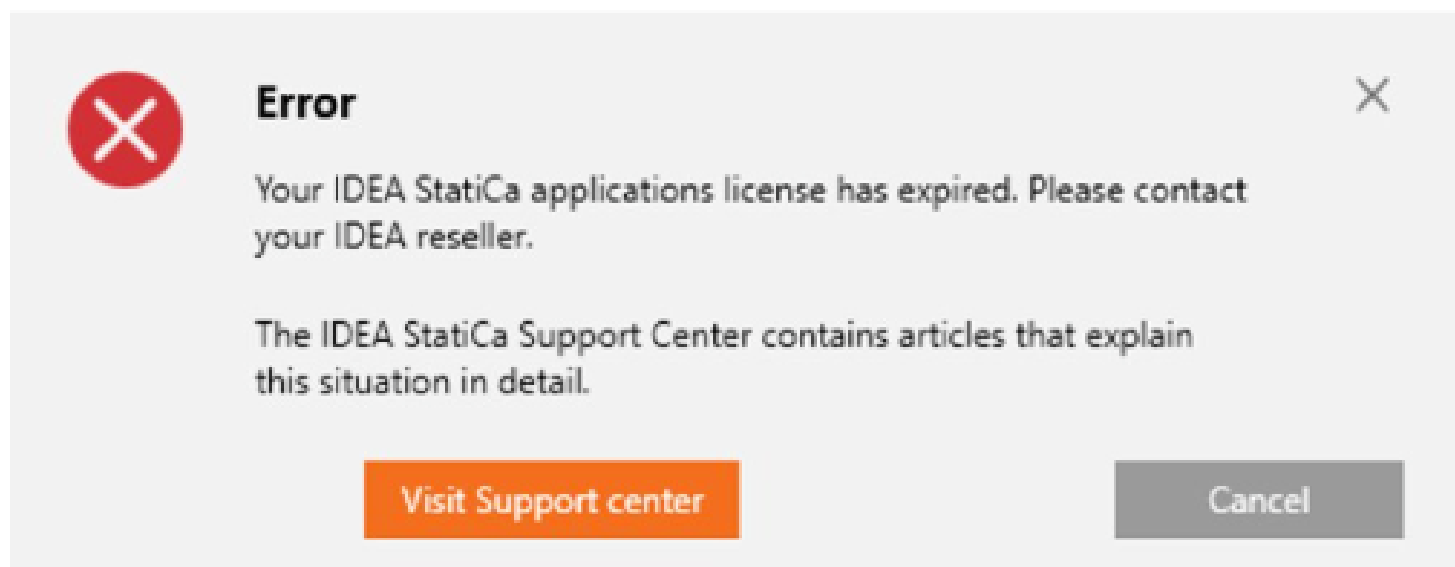 Error
Your IDEA StatiCa applications license has expired. Please contact
your IDEA reseller.
The IDEA StatiCa Support Center contains articles that explain
this situation in detail.
Visit Support center
Cancel